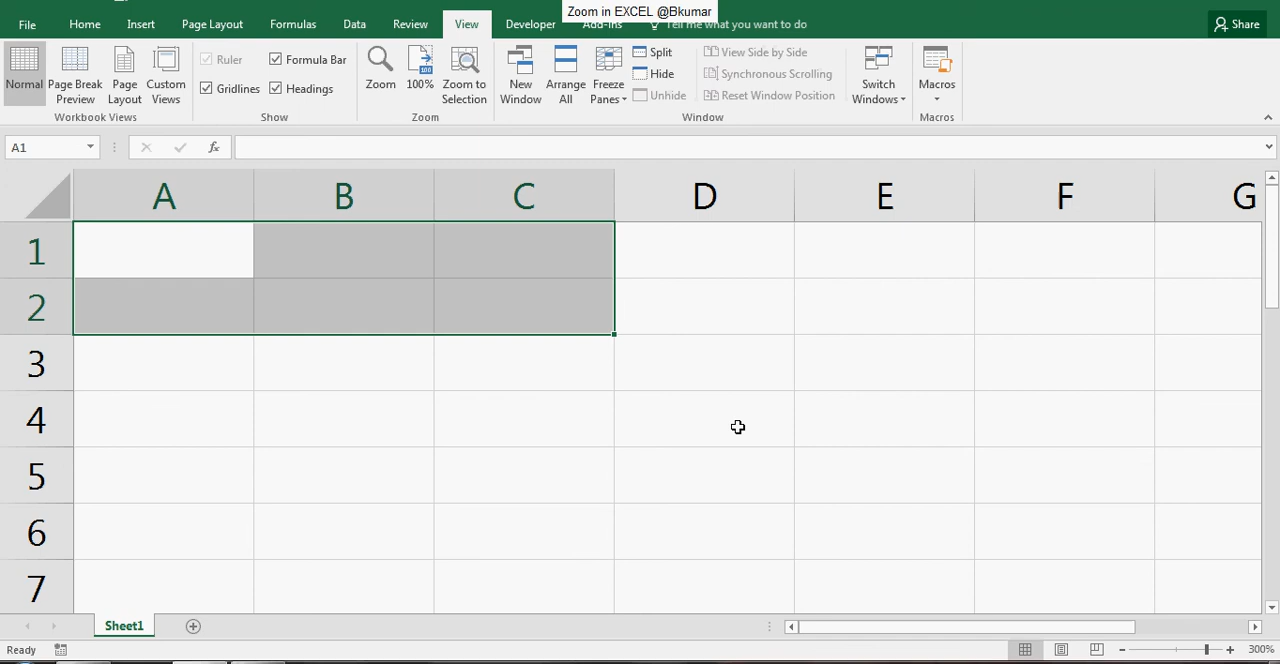 Zoom in EXCEL @Bkumar
File Home Insert Page Layout Formulas Data Review View Developer Tell me what you want to do Share
Normal
Page Break Preview
Page Layout
Custom Views
Workbook Views
Ruler
Formula Bar
Gridlines
Headings
Show
Zoom
100%
Zoom to Selection
Zoom
New Window
Arrange All
Freeze Panes
Split
Hide
Unhide
View Side by Side
Synchronous Scrolling
Reset Window Position
Window
Switch Windows
Macros
Macros
A1
fx
A B C D E F G
1
2
3
4
5
6
7
Sheet1
Ready
300%